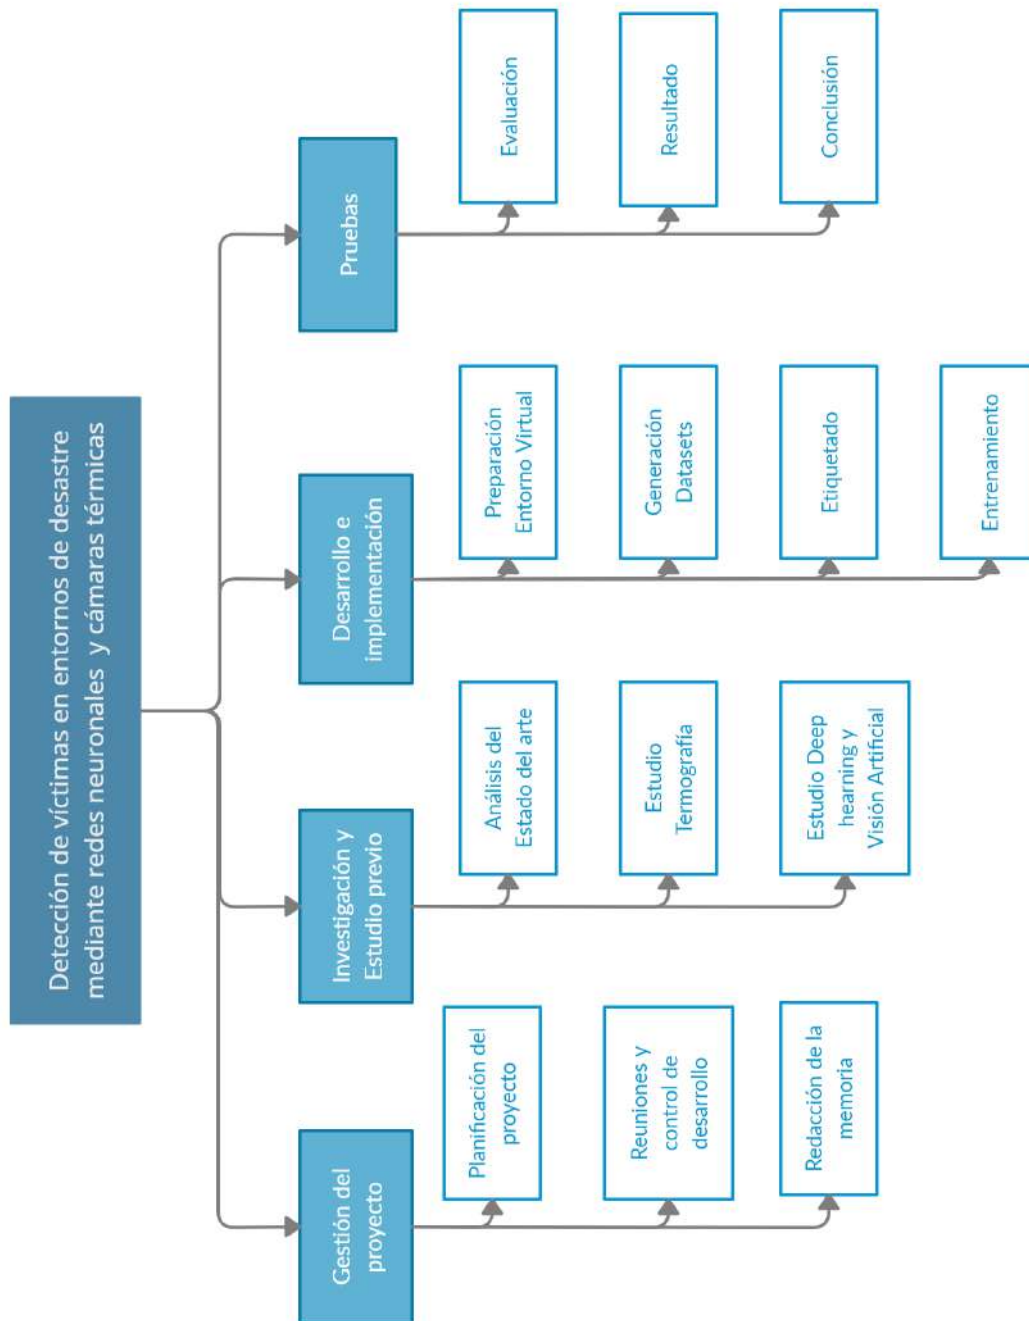 Detección de víctimas en entornos de desastre
mediante redes neuronales y cámaras térmicas
Gestión del
proyecto
Planificación del
proyecto
Reuniones y
control de
desarrollo
Redacción de la
memoria
Investigación y
Estudio previo
Análisis del
Estado del arte
Estudio
Termografía
Estudio Deep
hearning y
Visión Artificial
Desarrollo e
implementación
Preparación
Entorno Virtual
Generación
Datasets
Etiquetado
Entrenamiento
Pruebas
Evaluación
Resultado
Conclusión